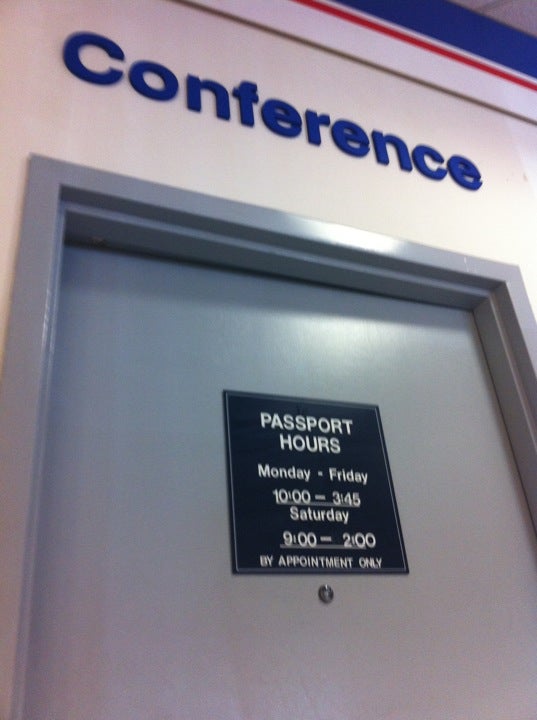 Conference
PASSPORT
HOURS
Monday - Friday
10:00 - 3:45
Saturday
9:00 - 2:00
BY APPOINTMENT ONLY